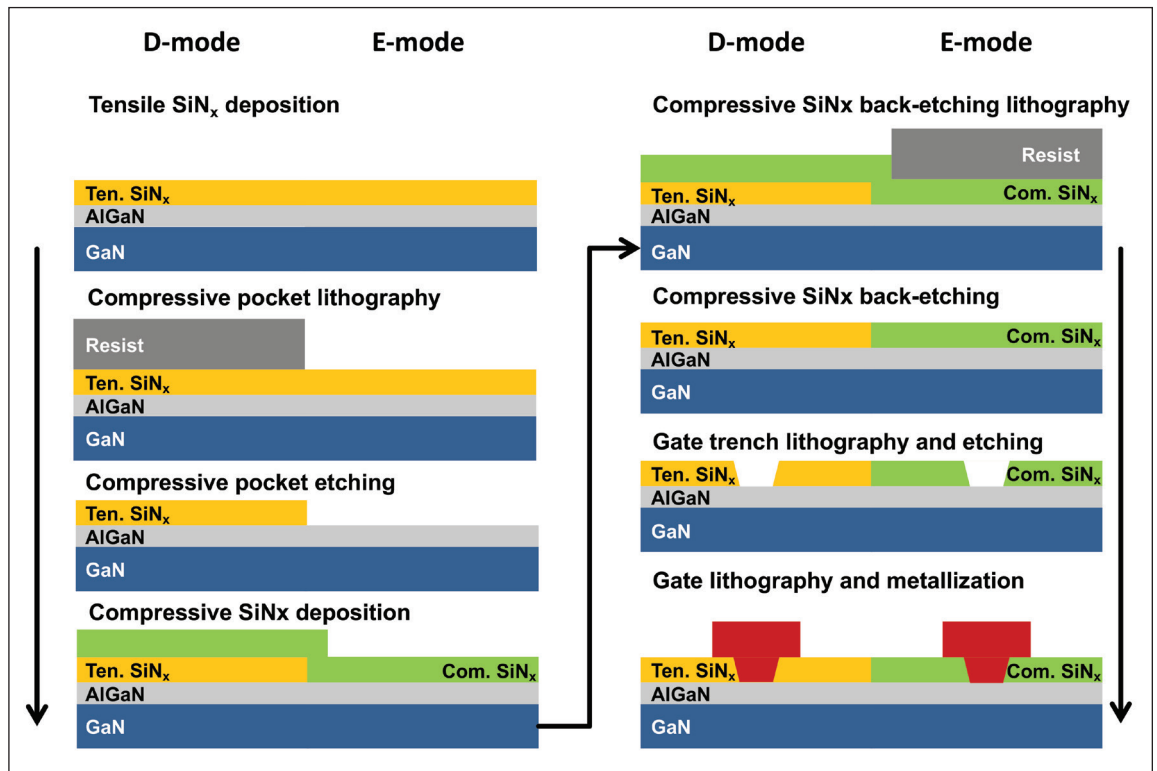 D-mode E-mode
Tensile SiNₓ deposition
Ten. SiNₓ
AlGaN
GaN
Compressive pocket lithography
Resist
Ten. SiNₓ
AlGaN
GaN
Compressive pocket etching
Ten. SiNₓ
AlGaN
GaN
Compressive SiNx deposition
Ten. SiNₓ Com. SiNₓ
AlGaN
GaN
D-mode E-mode
Compressive SiNx back-etching lithography
Resist
Ten. SiNₓ Com. SiNₓ
AlGaN
GaN
Compressive SiNx back-etching
Ten. SiNₓ Com. SiNₓ
AlGaN
GaN
Gate trench lithography and etching
Ten. SiNₓ Com. SiNₓ
AlGaN
GaN
Gate lithography and metallization
Ten. SiNₓ Com. SiNₓ
AlGaN
GaN